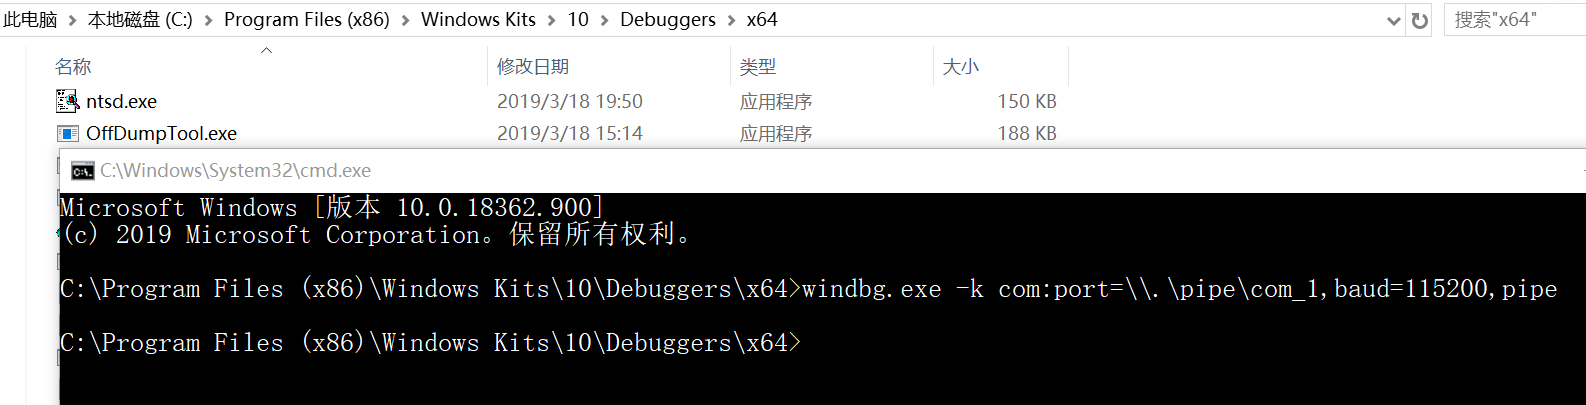 此电脑 > 本地磁盘 (C:) > Program Files (x86) > Windows Kits > 10 > Debuggers > x64
搜索"x64"
名称 修改日期 类型 大小
ntsd.exe 2019/3/18 19:50 应用程序 150 KB
OffDumpTool.exe 2019/3/18 15:14 应用程序 188 KB
C:\Windows\System32\cmd.exe
Microsoft Windows [版本 10.0.18362.900]
(c) 2019 Microsoft Corporation。保留所有权利。
C:\Program Files (x86)\Windows Kits\10\Debuggers\x64>windbg.exe -k com:port=\\.\pipe\com_1,baud=115200,pipe
C:\Program Files (x86)\Windows Kits\10\Debuggers\x64>